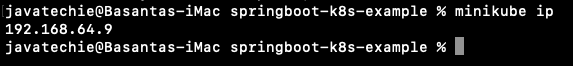 javatechie@Basantas-iMac springboot-k8s-example % minikube ip
192.168.64.9
javatechie@Basantas-iMac springboot-k8s-example %